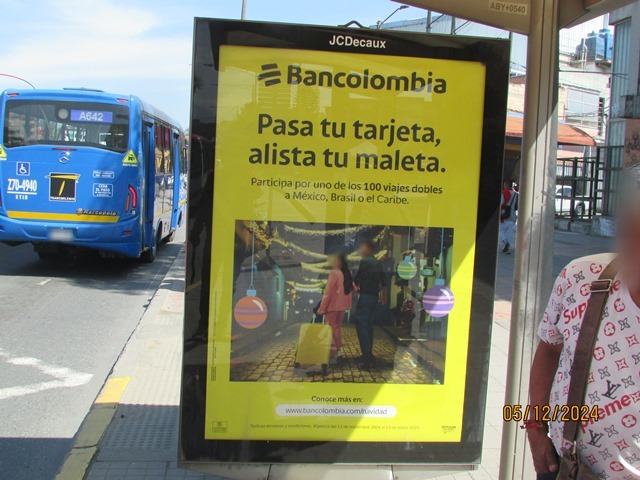 ABY+0540
JCDecaux
Bancolombia
Pasa tu tarjeta,
alista tu maleta.
Participa por uno de los 100 viajes dobles
a México, Brasil o el Caribe.
Conoce más en:
www.bancolombia.com/navidad
A642
Z70-4940
7
Supreme
05/12/2024